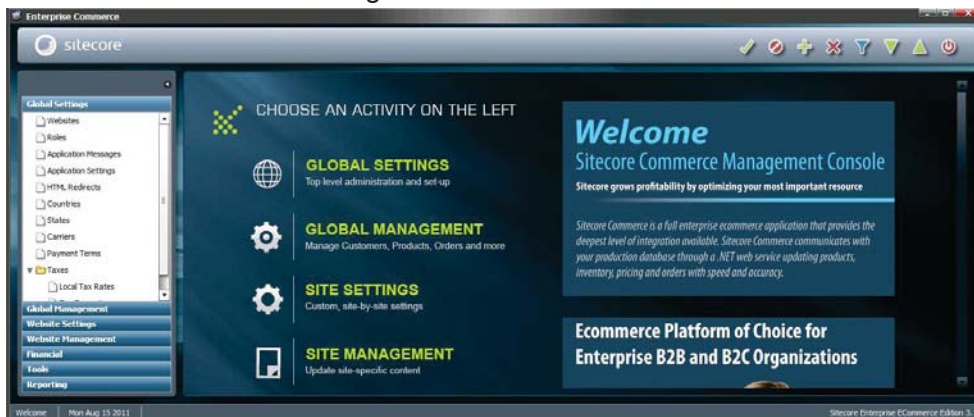 Enterprise Commerce
sitecore
Global Settings
Websites
Roles
Application Messages
Application Settings
HTML Redirects
Countries
States
Carriers
Payment Terms
Taxes
Local Tax Rates
Global Management
Website Settings
Website Management
Financial
Tools
Reporting
CHOOSE AN ACTIVITY ON THE LEFT
GLOBAL SETTINGS
Top level administration and set-up
GLOBAL MANAGEMENT
Manage Customers, Products, Orders and more
SITE SETTINGS
Custom, site-by-site settings
SITE MANAGEMENT
Update site-specific content
Welcome
Sitecore Commerce Management Console
Sitecore grows profitability by optimizing your most important resource
Sitecore Commerce is a full enterprise ecommerce application that provides the
deepest level of integration available. Sitecore Commerce communicates with
your production database through a .NET web service updating products,
inventory, pricing and orders with speed and accuracy.
Ecommerce Platform of Choice for
Enterprise B2B and B2C Organizations
Welcome
Mon Aug 15 2011
Sitecore Enterprise ECommerce Edition 3.